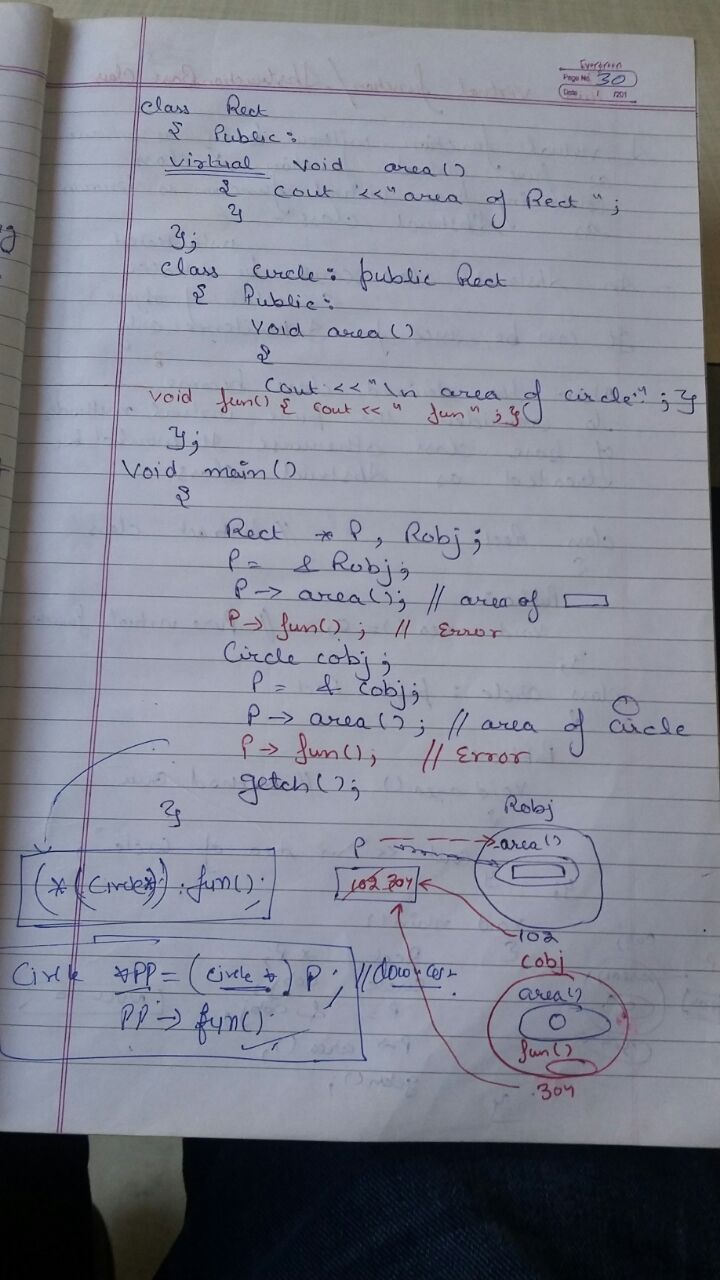 Evergreen
Page No. 30
Date / /201
class Rect
{ Public:
virtual void area()
{ cout <<"area of Rect";
}
};
class circle: public Rect
{ Public:
void area()
{
cout <<"\n area of circle:"; }
void fun() { cout << " fun" ; }
};
void main()
{
Rect * P, Robj;
P = & Robj;
P -> area(); // area of
P -> fun() ; // Error
Circle cobj;
P = & cobj;
P -> area() ; // area of circle
P -> fun(); // Error
getch();
}
Robj
P
area()
(*(Circle*)) . fun().
102 304
102
Circle *PP = (circle *) P; // down cast.
PP -> fun().
cobj
area()
fun()
304